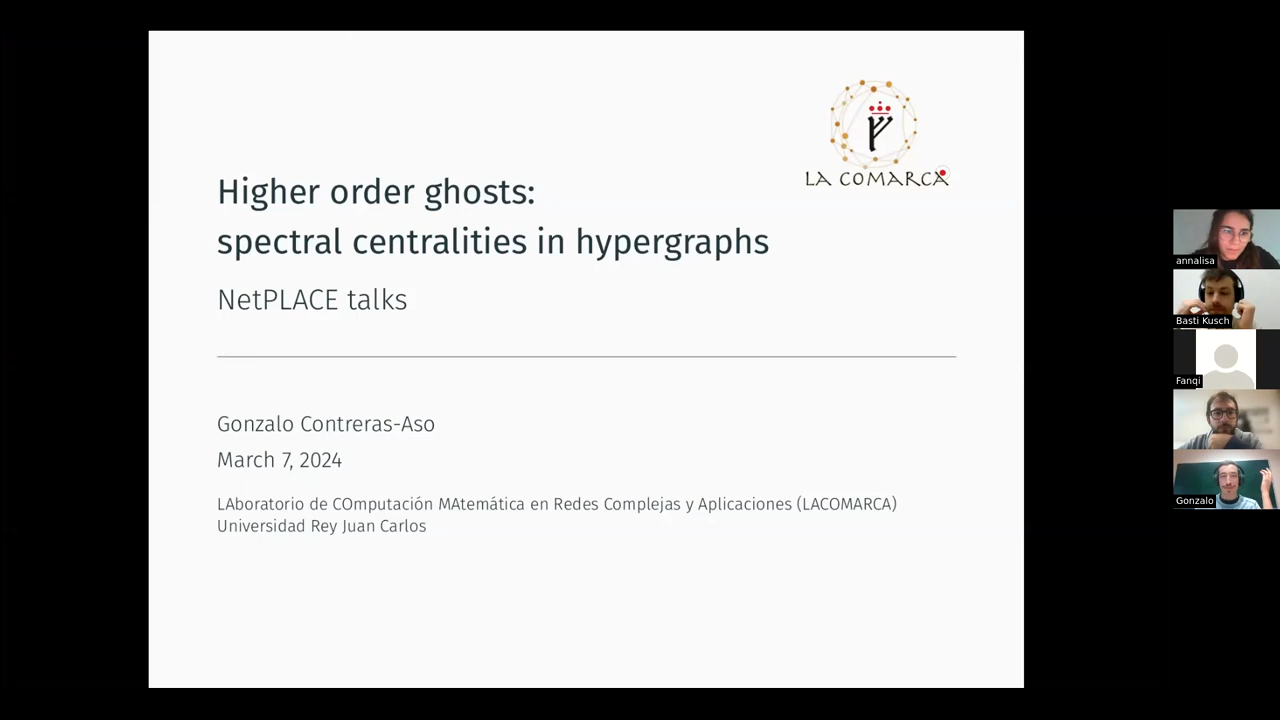 LA COMARCA
Higher order ghosts:
spectral centralities in hypergraphs
NetPLACE talks
Gonzalo Contreras-Aso
March 7, 2024
LAboratorio de COmputación MAtemática en Redes Complejas y Aplicaciones (LACOMARCA)
Universidad Rey Juan Carlos
annalisa
Basti Kusch
Fanqi
Gonzalo